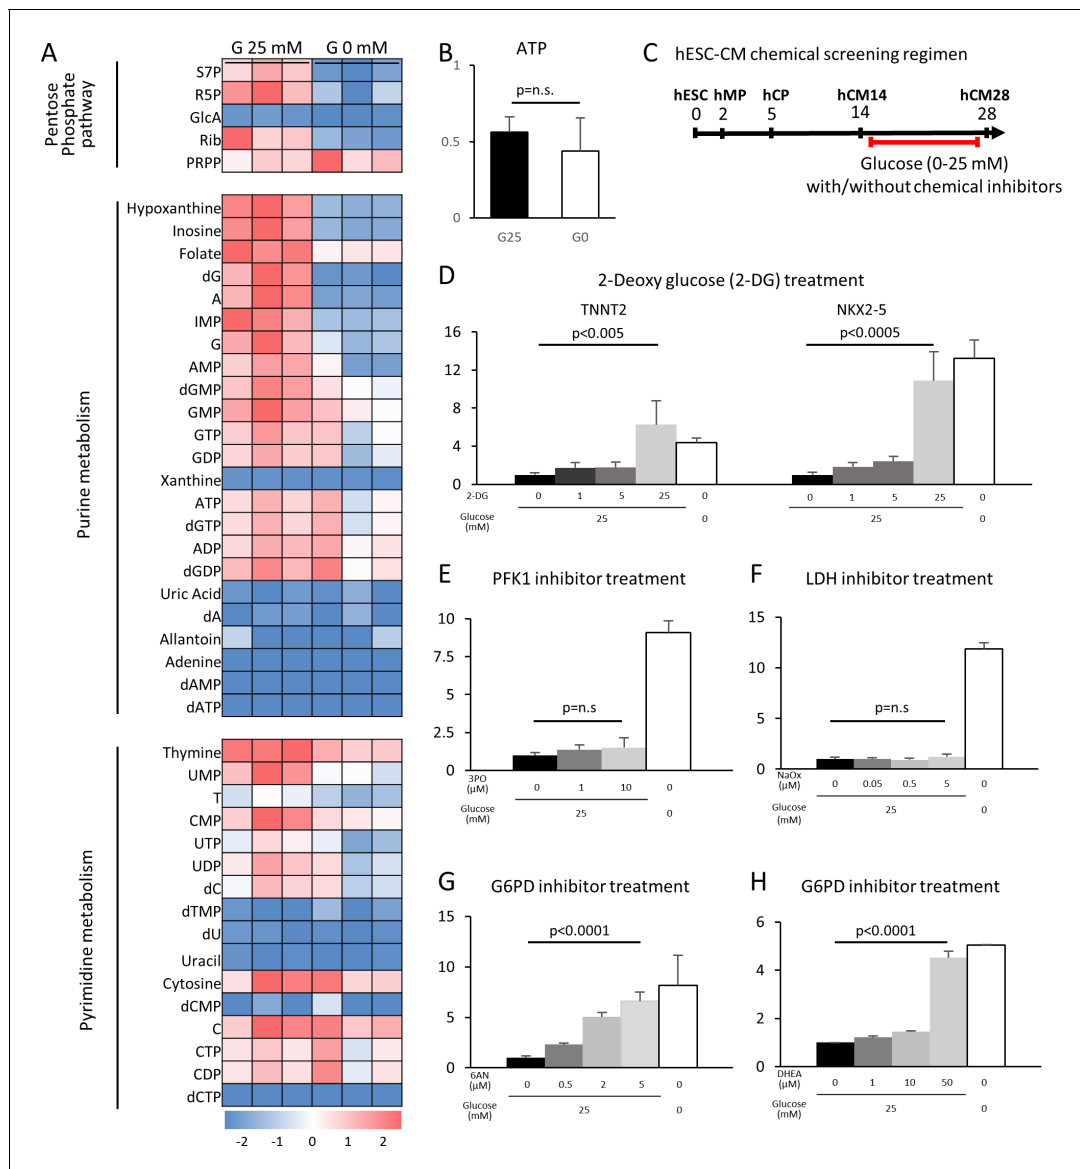 A
G 25 mM G 0 mM
Pentose
Phosphate
pathway
S7P
R5P
GlcA
Rib
PRPP
Purine metabolism
Hypoxanthine
Inosine
Folate
dG
A
IMP
G
AMP
dGMP
GMP
GTP
GDP
Xanthine
ATP
dGTP
ADP
dGDP
Uric Acid
dA
Allantoin
Adenine
dAMP
dATP
Pyrimidine metabolism
Thymine
UMP
T
CMP
UTP
UDP
dC
dTMP
dU
Uracil
Cytosine
dCMP
C
CTP
CDP
dCTP
-2 -1 0 1 2
B
ATP
1
p=n.s.
0.5
0
G25 G0
C
hESC-CM chemical screening regimen
hESC hMP hCP hCM14 hCM28
0 2 5 14 28
Glucose (0-25 mM)
with/without chemical inhibitors
D
2-Deoxy glucose (2-DG) treatment
TNNT2 NKX2-5
16
p<0.005 p<0.0005
12
8
4
0
2-DG 0 1 5 25 0 0 1 5 25 0
Glucose
(mM)
25 0 25 0
E
PFK1 inhibitor treatment
10
7.5
5
p=n.s
2.5
0
3PO
(μM)
0 1 10 0
Glucose
(mM)
25 0
F
LDH inhibitor treatment
15
10
5
p=n.s
0
NaOx
(μM)
0 0.05 0.5 5 0
Glucose
(mM)
25 0
G
G6PD inhibitor treatment
15
p<0.0001
10
5
0
6AN
(μM)
0 0.5 2 5 0
Glucose
(mM)
25 0
H
G6PD inhibitor treatment
6
p<0.0001
4
2
0
DHEA
(μM)
0 1 10 50 0
Glucose
(mM)
25 0